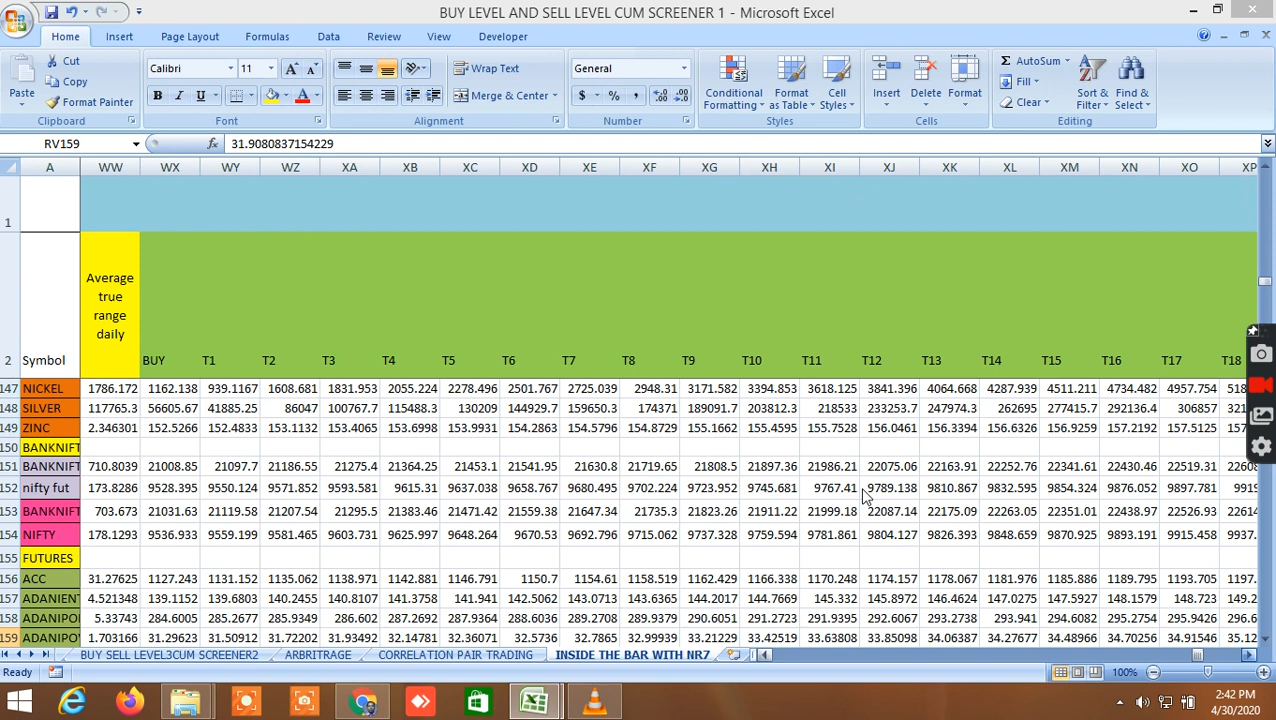 BUY LEVEL AND SELL LEVEL CUM SCREENER 1 - Microsoft Excel
Home Insert Page Layout Formulas Data Review View Developer
Paste Cut Copy Format Painter Calibri 11 Wrap Text Merge & Center General Conditional Formatting Format as Table Cell Styles Insert Delete Format AutoSum Fill Clear Sort & Filter Find & Select
Clipboard Font Alignment Number Styles Cells Editing
RV159 fx 31.9080837154229
A WW WX WY WZ XA XB XC XD XE XF XG XH XI XJ XK XL XM XN XO XP
1
Average true range daily
2 Symbol BUY T1 T2 T3 T4 T5 T6 T7 T8 T9 T10 T11 T12 T13 T14 T15 T16 T17 T18
147 NICKEL 1786.172 1162.138 939.1167 1608.681 1831.953 2055.224 2278.496 2501.767 2725.039 2948.31 3171.582 3394.853 3618.125 3841.396 4064.668 4287.939 4511.211 4734.482 4957.754 518
148 SILVER 117765.3 56605.67 41885.25 86047 100767.7 115488.3 130209 144929.7 159650.3 174371 189091.7 203812.3 218533 233253.7 247974.3 262695 277415.7 292136.4 306857 321
149 ZINC 2.346301 152.5266 152.4833 153.1132 153.4065 153.6998 153.9931 154.2863 154.5796 154.8729 155.1662 155.4595 155.7528 156.0461 156.3394 156.6326 156.9259 157.2192 157.5125 157
150 BANKNIFT
151 BANKNIFT 710.8039 21008.85 21097.7 21186.55 21275.4 21364.25 21453.1 21541.95 21630.8 21719.65 21808.5 21897.36 21986.21 22075.06 22163.91 22252.76 22341.61 22430.46 22519.31 22608
152 nifty fut 173.8286 9528.395 9550.124 9571.852 9593.581 9615.31 9637.038 9658.767 9680.495 9702.224 9723.952 9745.681 9767.41 9789.138 9810.867 9832.595 9854.324 9876.052 9897.781 9919
153 BANKNIFT 703.673 21031.63 21119.58 21207.54 21295.5 21383.46 21471.42 21559.38 21647.34 21735.3 21823.26 21911.22 21999.18 22087.14 22175.09 22263.05 22351.01 22438.97 22526.93 22614
154 NIFTY 178.1293 9536.933 9559.199 9581.465 9603.731 9625.997 9648.264 9670.53 9692.796 9715.062 9737.328 9759.594 9781.861 9804.127 9826.393 9848.659 9870.925 9893.191 9915.458 9937.
155 FUTURES
156 ACC 31.27625 1127.243 1131.152 1135.062 1138.971 1142.881 1146.791 1150.7 1154.61 1158.519 1162.429 1166.338 1170.248 1174.157 1178.067 1181.976 1185.886 1189.795 1193.705 1197.
157 ADANIENT 4.521348 139.1152 139.6803 140.2455 140.8107 141.3758 141.941 142.5062 143.0713 143.6365 144.2017 144.7669 145.332 145.8972 146.4624 147.0275 147.5927 148.1579 148.723 149.2
158 ADANIPO 5.33743 284.6005 285.2677 285.9349 286.602 287.2692 287.9364 288.6036 289.2708 289.9379 290.6051 291.2723 291.9395 292.6067 293.2738 293.941 294.6082 295.2754 295.9426 296.6
159 ADANIPO 1.703166 31.29623 31.50912 31.72202 31.93492 32.14781 32.36071 32.5736 32.7865 32.99939 33.21229 33.42519 33.63808 33.85098 34.06387 34.27677 34.48966 34.70256 34.91546 35.12
BUY SELL LEVEL3CUM SCREENER2 ARBRITRAGE CORRELATION PAIR TRADING INSIDE THE BAR WITH NR7
Ready 100%
2:42 PM
4/30/2020